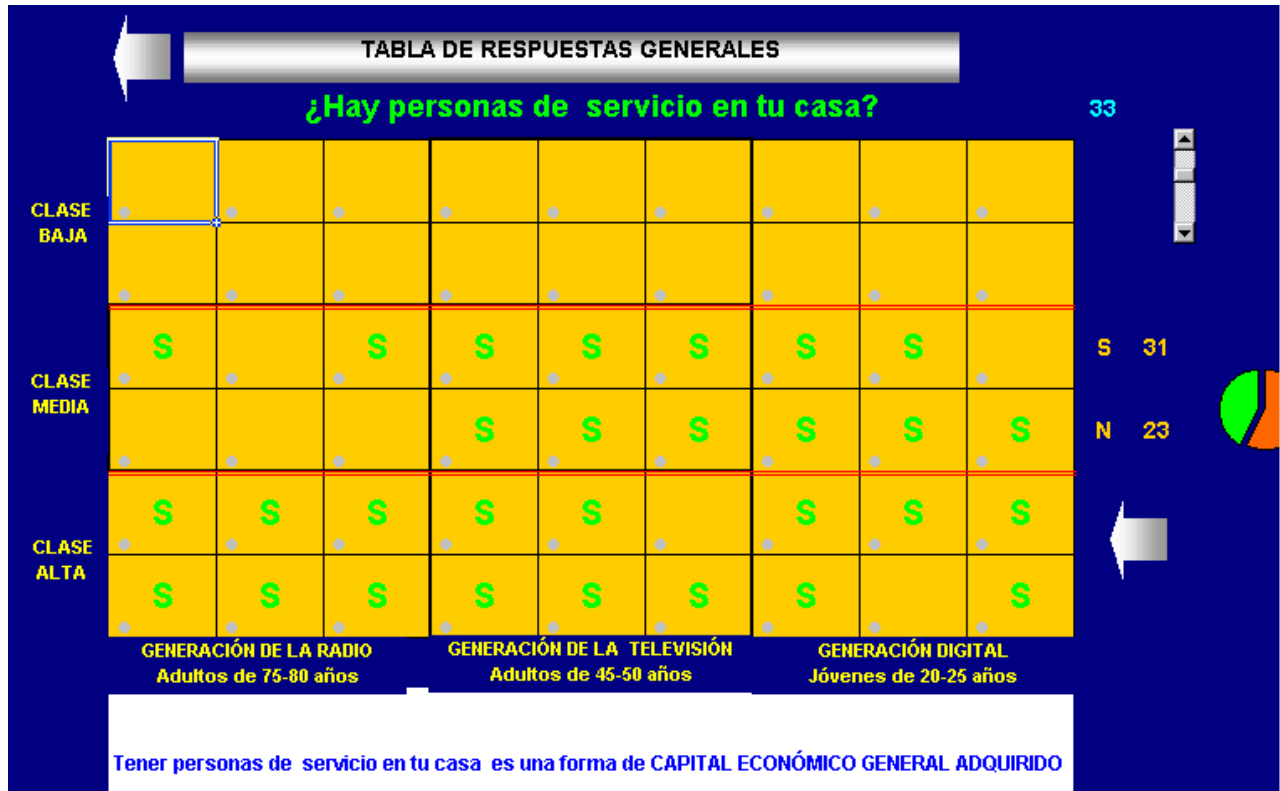 TABLA DE RESPUESTAS GENERALES
¿Hay personas de servicio en tu casa?
33
CLASE
BAJA
S S S S S S S
S 31
CLASE
MEDIA
S S S S S S
N 23
S S S S S S S S
CLASE
ALTA
S S S S S S S S
GENERACIÓN DE LA RADIO
Adultos de 75-80 años
GENERACIÓN DE LA TELEVISIÓN
Adultos de 45-50 años
GENERACIÓN DIGITAL
Jóvenes de 20-25 años
Tener personas de servicio en tu casa es una forma de CAPITAL ECONÓMICO GENERAL ADQUIRIDO